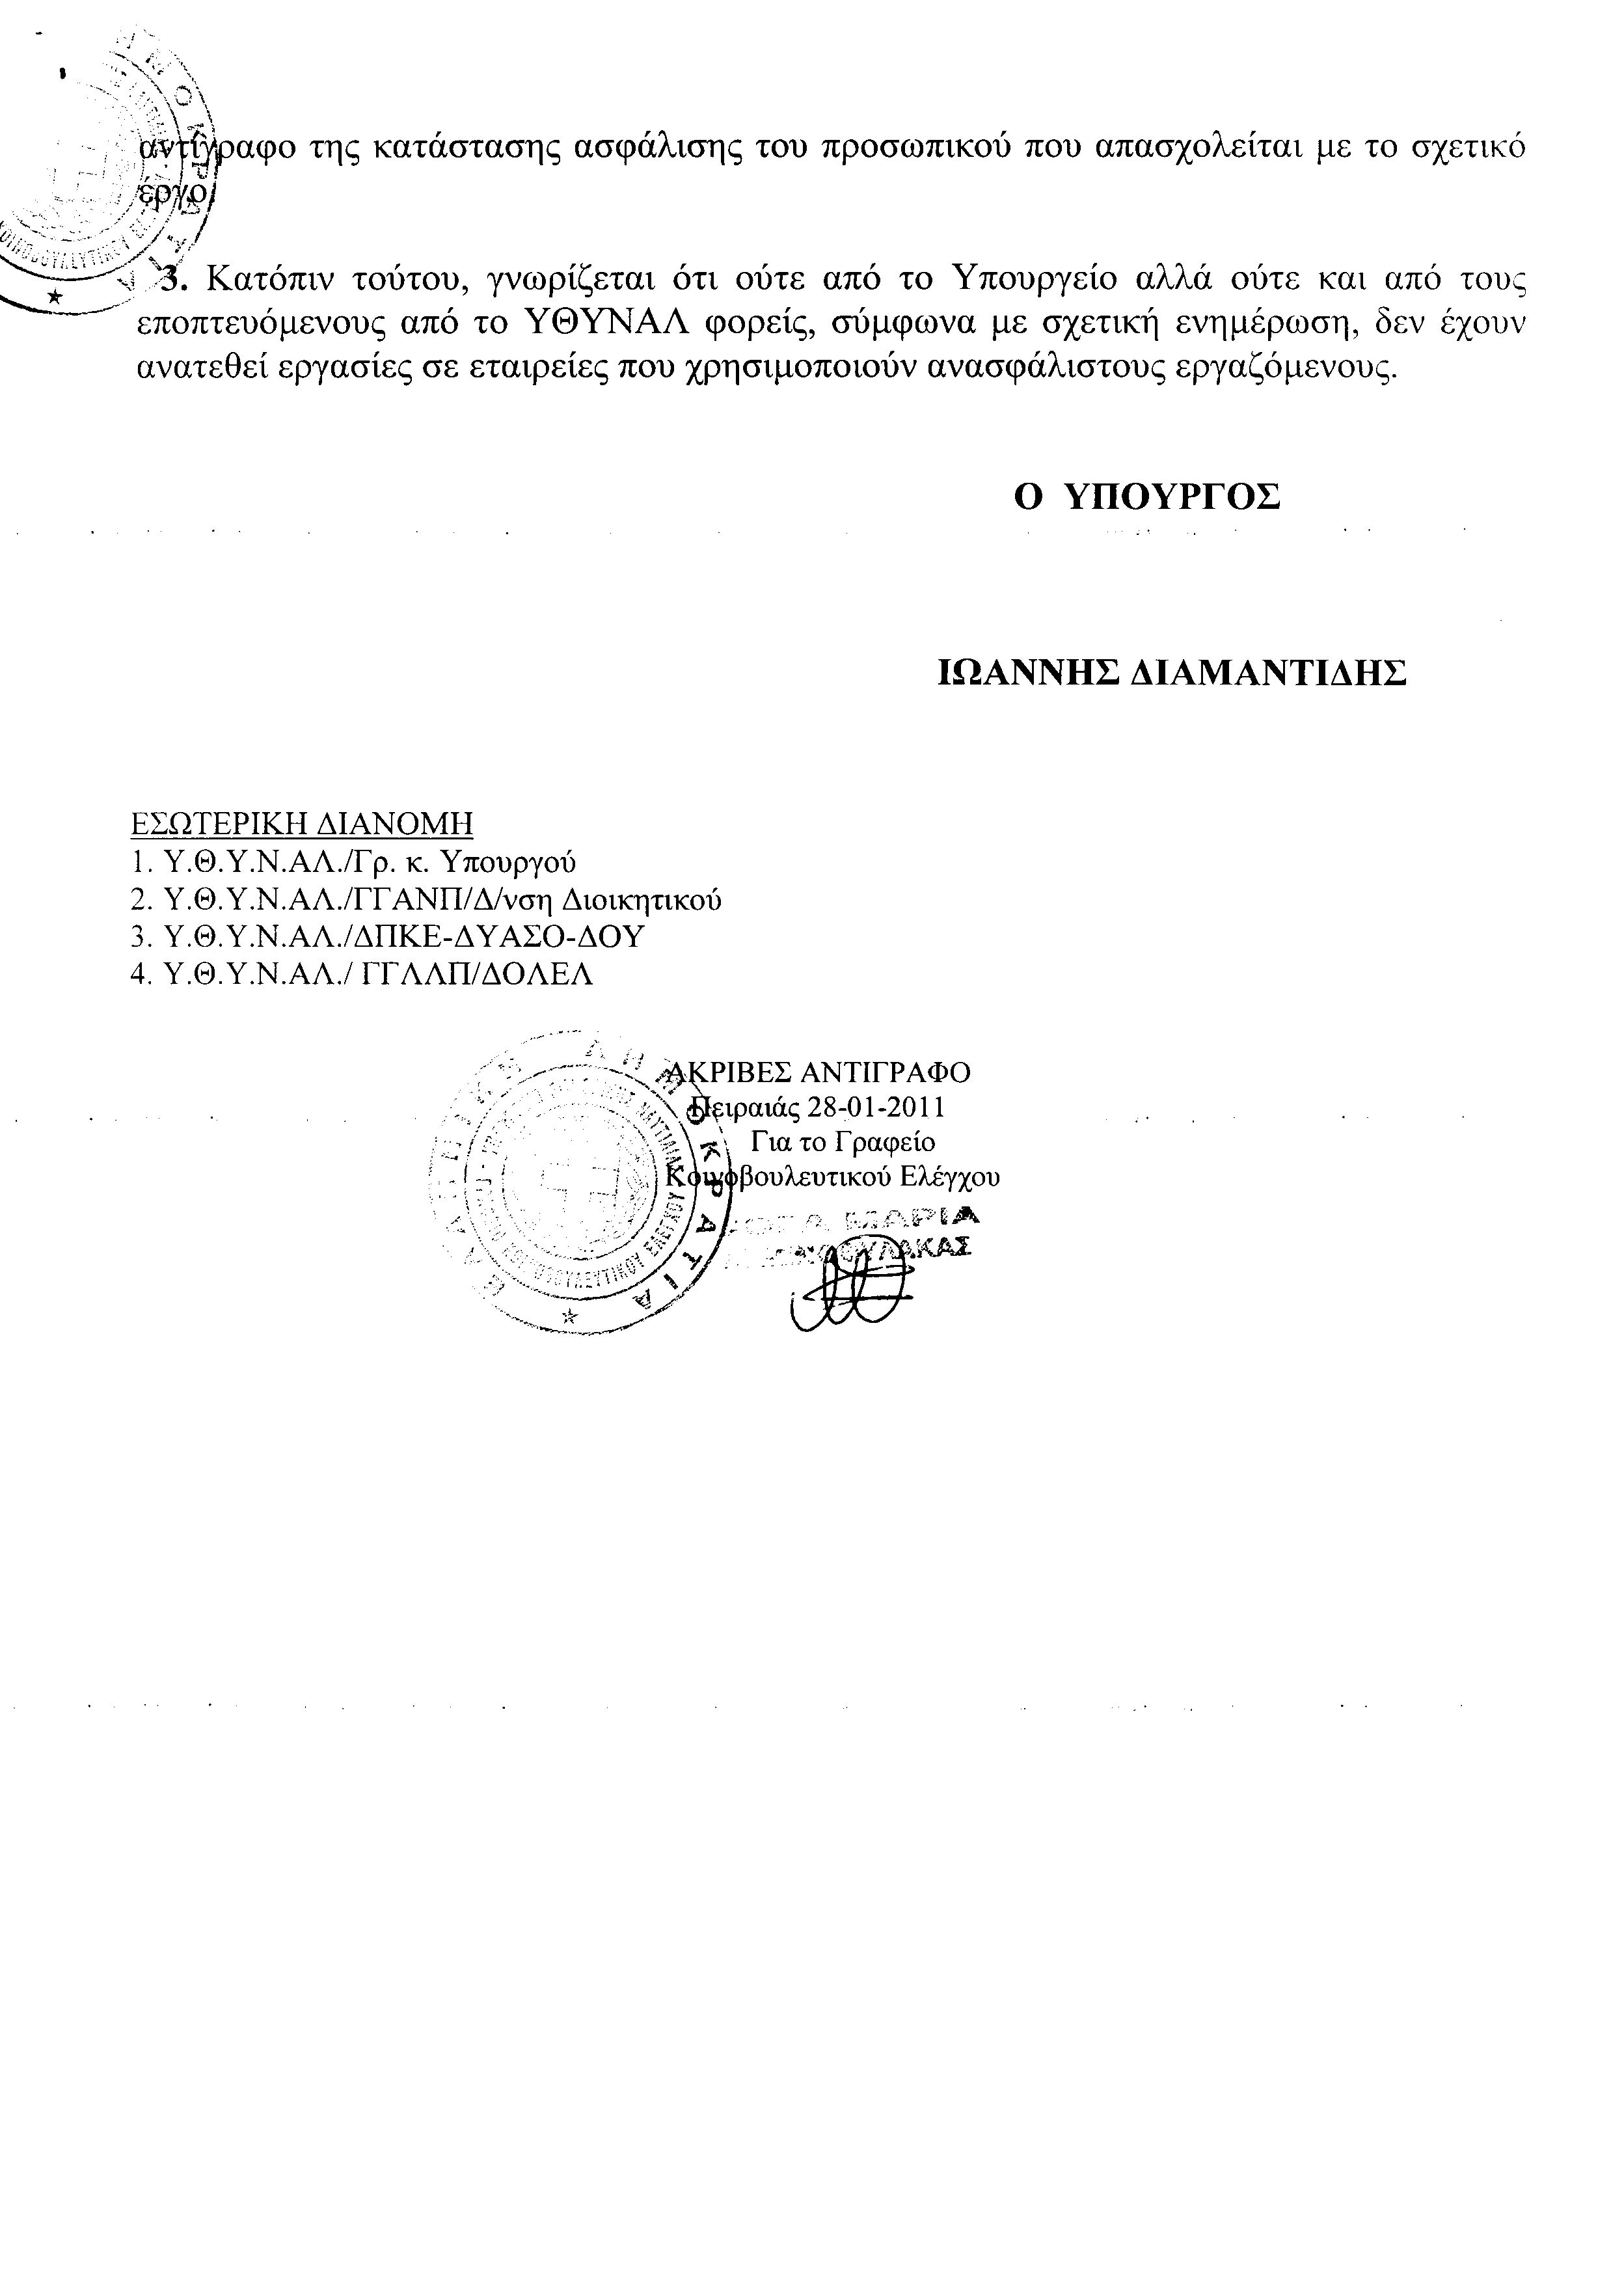 αντίγραφο της κατάστασης ασφάλισης του προσωπικού που απασχολείται με το σχετικό
έργο
3. Κατόπιν τούτου, γνωρίζεται ότι ούτε από το Υπουργείο αλλά ούτε και από τους
εποπτευόμενους από το ΥΘΥΝΑΛ φορείς, σύμφωνα με σχετική ενημέρωση, δεν έχουν
ανατεθεί εργασίες σε εταιρείες που χρησιμοποιούν ανασφάλιστους εργαζόμενους.
Ο ΥΠΟΥΡΓΟΣ
ΙΩΑΝΝΗΣ ΔΙΑΜΑΝΤΙΔΗΣ
ΕΣΩΤΕΡΙΚΗ ΔΙΑΝΟΜΗ
1. Υ.Θ.Υ.Ν.ΑΛ./Γρ. κ. Υπουργού
2. Υ.Θ.Υ.Ν.ΑΛ./ΓΓΑΝΠ/Δ/νση Διοικητικού
3. Υ.Θ.Υ.Ν.ΑΛ./ΔΠΚΕ-ΔΥΑΣΟ-ΔΟΥ
4. Υ.Θ.Υ.Ν.ΑΛ./ ΓΓΛΛΠ/ΔΟΛΕΛ
ΑΚΡΙΒΕΣ ΑΝΤΙΓΡΑΦΟ
Πειραιάς 28-01-2011
Για το Γραφείο
Κοινοβουλευτικού Ελέγχου
ΜΑΡΙΑ
ΕΛΛΗΝΙΚΗ ΔΗΜΟΚΡΑΤΙΑ